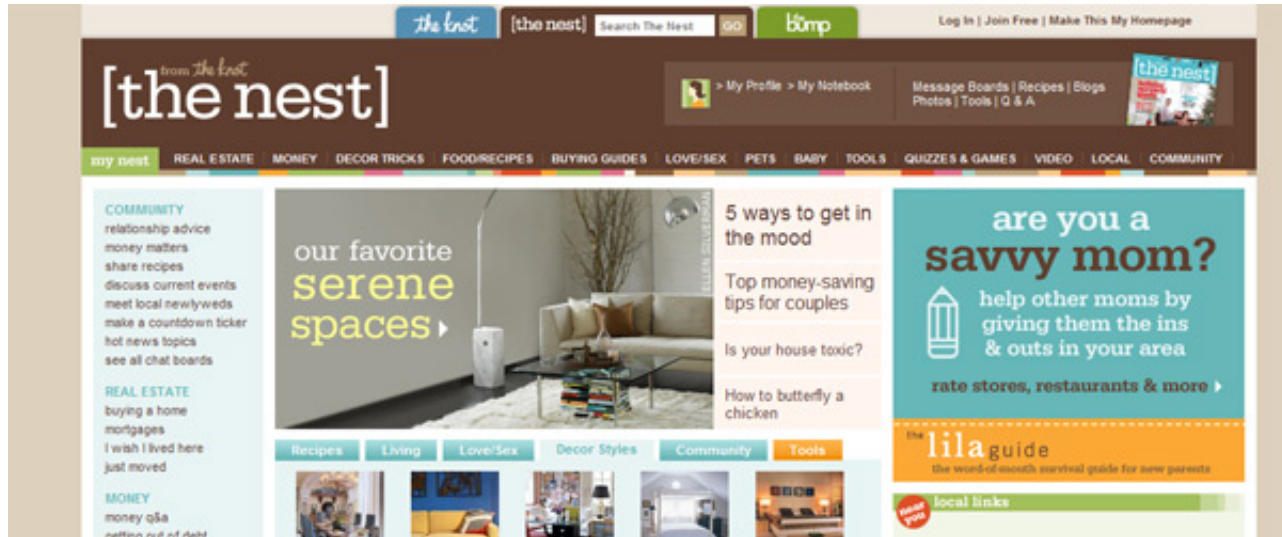 the knot
[the nest]
Search The Nest
GO
the bump
Log In | Join Free | Make This My Homepage
from the knot
[the nest]
> My Profile > My Notebook
Message Boards | Recipes | Blogs
Photos | Tools | Q & A
[the nest]
my nest
REAL ESTATE
MONEY
DECOR TRICKS
FOOD/RECIPES
BUYING GUIDES
LOVE/SEX
PETS
BABY
TOOLS
QUIZZES & GAMES
VIDEO
LOCAL
COMMUNITY
COMMUNITY
relationship advice
money matters
share recipes
discuss current events
meet local newlyweds
make a countdown ticker
hot news topics
see all chat boards
REAL ESTATE
buying a home
mortgages
I wish I lived here
just moved
MONEY
money q&a
getting out of debt
our favorite
serene
spaces
ELLEN SILVERMAN
5 ways to get in
the mood
Top money-saving
tips for couples
Is your house toxic?
How to butterfly a
chicken
Recipes
Living
Love/Sex
Decor Styles
Community
Tools
are you a
savvy mom?
help other moms by
giving them the ins
& outs in your area
rate stores, restaurants & more
the
lila guide
the word-of-mouth survival guide for new parents
near
you
local links